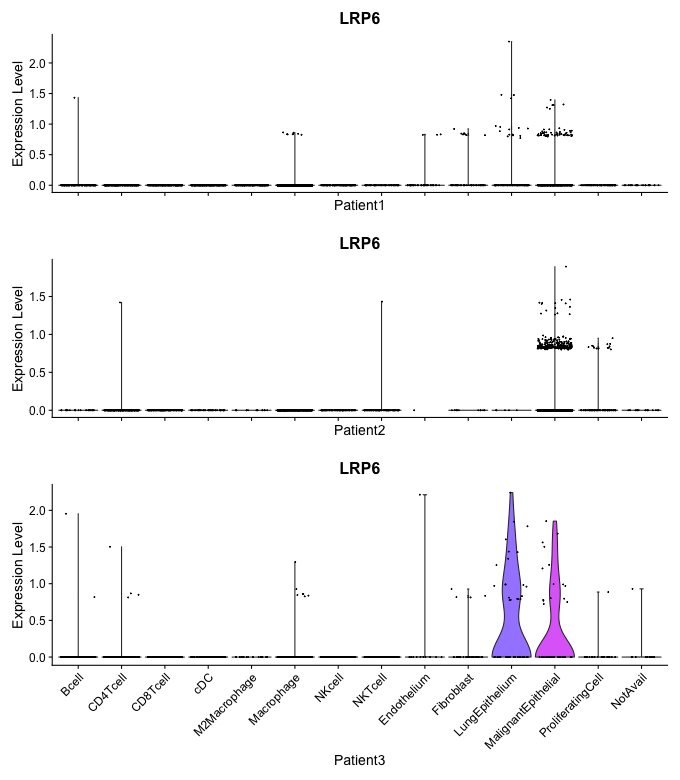 LRP6
Expression Level
2.0
1.5
1.0
0.5
0.0
Patient1
LRP6
Expression Level
1.5
1.0
0.5
0.0
Patient2
LRP6
Expression Level
2.0
1.5
1.0
0.5
0.0
Bcell
CD4Tcell
CD8Tcell
cDC
M2Macrophage
Macrophage
NKcell
NKTcell
Endothelium
Fibroblast
LungEpithelium
MalignantEpithelial
ProliferatingCell
NotAvail
Patient3